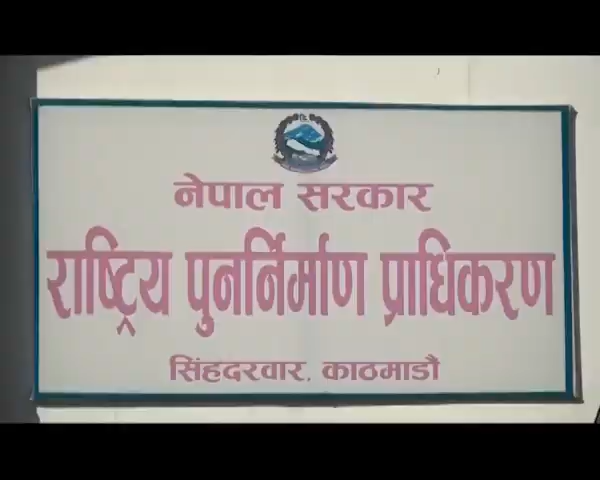 नेपाल सरकार
राष्ट्रिय पुनर्निर्माण प्राधिकरण
सिंहदरवार, काठमाडौ